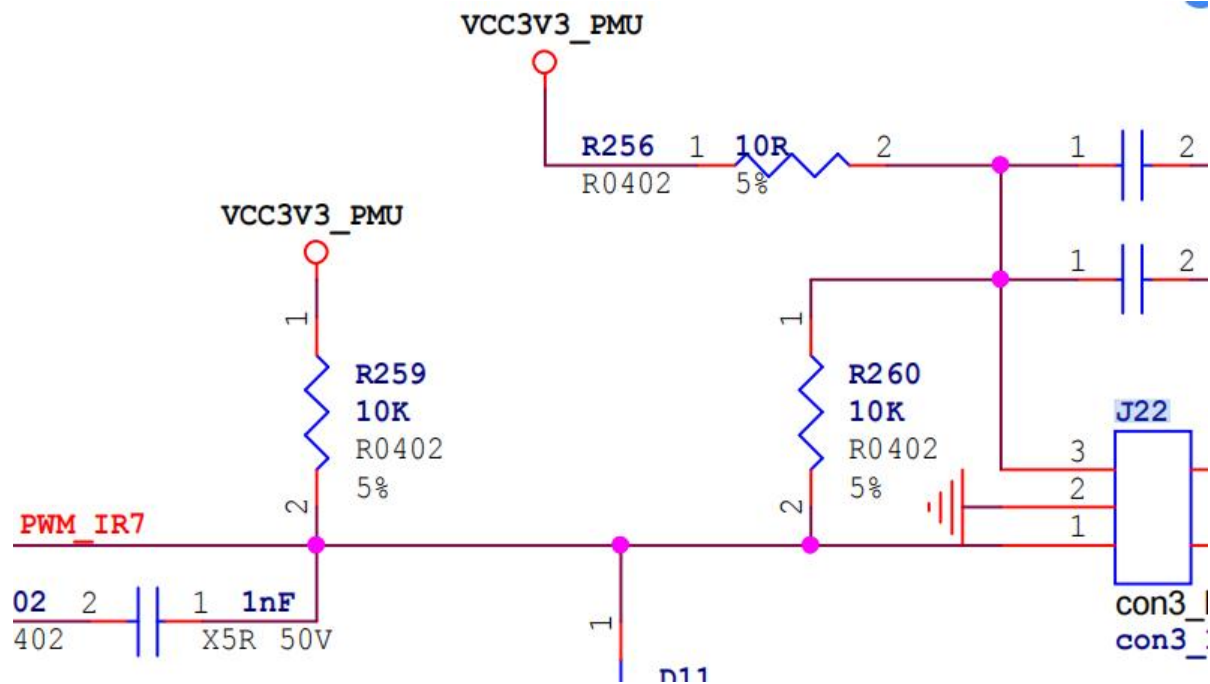 VCC3V3_PMU
R256 1 10R 2
R0402 5%
1 2
VCC3V3_PMU
1 2
1
R259
10K
R0402
5%
2
1
R260
10K
R0402
5%
2
J22
3
2
1
PWM_IR7
02 2 1 1nF
402 X5R 50V
1
D11
con3_
con3_